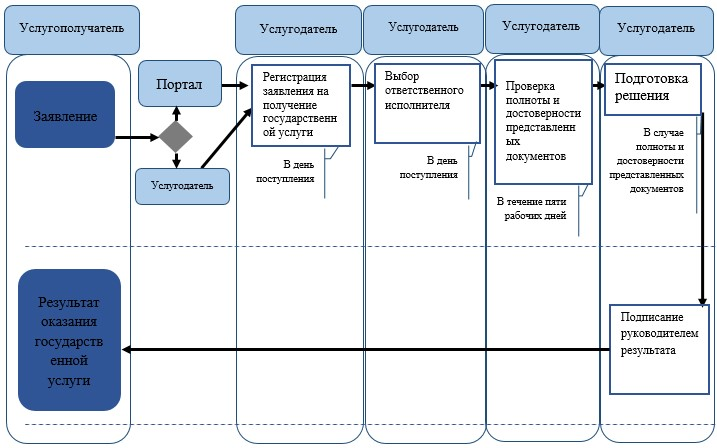 Услугополучатель
Услугодатель
Услугодатель
Услугодатель
Услугодатель
Заявление
Портал
Услугодатель
Регистрация
заявления на
получение
государственн
ой услуги
В день
поступления
Выбор
ответственного
исполнителя
В день
поступления
Проверка
полноты и
достоверности
представленн
ых
документов
В течение пяти
рабочих дней
Подготовка
решения
В случае
полноты и
достоверности
представленных
документов
Результат
оказания
государств
енной
услуги
Подписание
руководителем
результата